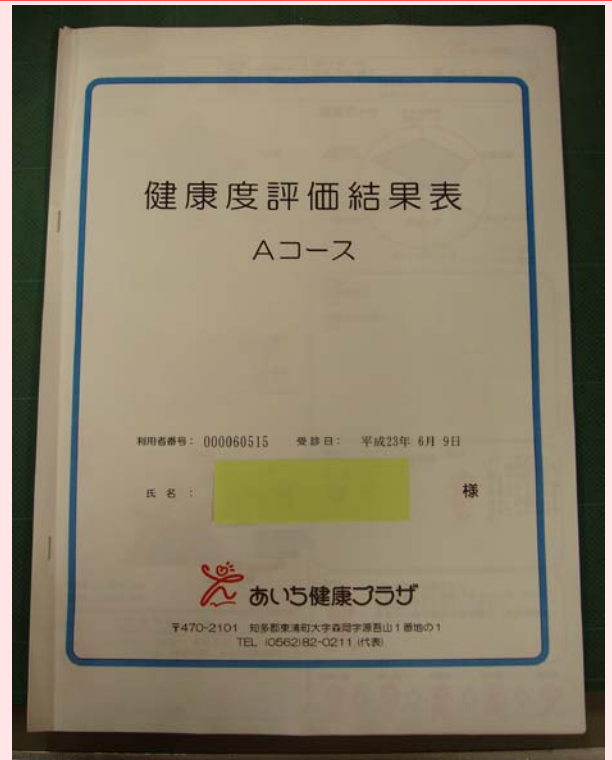 健康度評価結果表
Aコース
利用者番号： 000060515 受診日： 平成23年 6月 9日
氏 名 ： 様
あいち健康プラザ
〒470-2101 知多郡東浦町大字森岡字源吾山1番地の1
TEL (0562)82-0211 (代表)